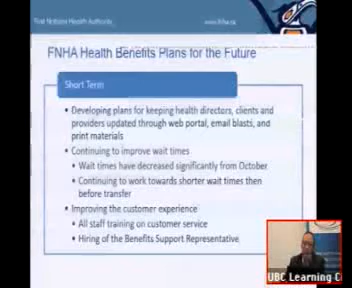 First Nations Health Authority
www.fnha.ca
FNHA Health Benefits Plans for the Future
Short Term
• Developing plans for keeping health directors, clients and
providers updated through web portal, email blasts, and
print materials
• Continuing to improve wait times
• Wait times have decreased significantly from October
• Continuing to work towards shorter wait times then
before transfer
• Improving the customer experience
• All staff training on customer service
• Hiring of the Benefits Support Representative
UBC Learning C